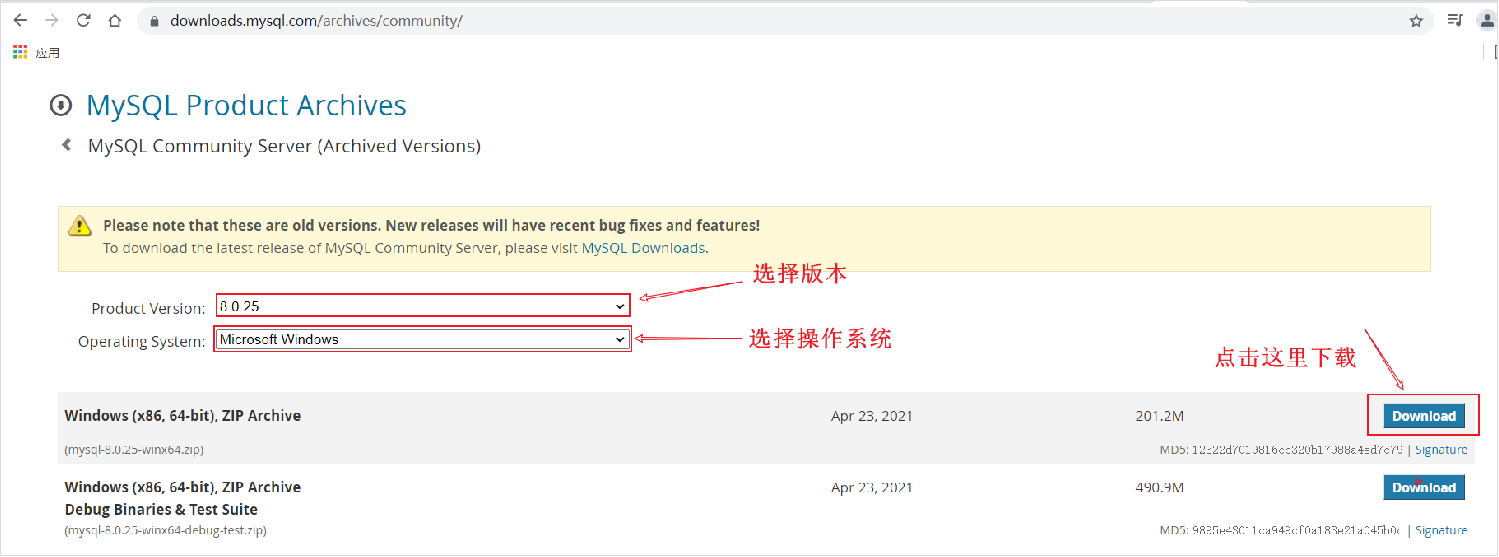 downloads.mysql.com/archives/community/
应用
MySQL Product Archives
MySQL Community Server (Archived Versions)
Please note that these are old versions. New releases will have recent bug fixes and features!
To download the latest release of MySQL Community Server, please visit MySQL Downloads.
选择版本
Product Version: 8.0.25
Operating System: Microsoft Windows
选择操作系统
点击这里下载
Windows (x86, 64-bit), ZIP Archive Apr 23, 2021 201.2M Download
(mysql-8.0.25-winx64.zip) MD5: | Signature
Windows (x86, 64-bit), ZIP Archive Apr 23, 2021 490.9M Download
Debug Binaries & Test Suite
(mysql-8.0.25-winx64-debug-test.zip) MD5: | Signature